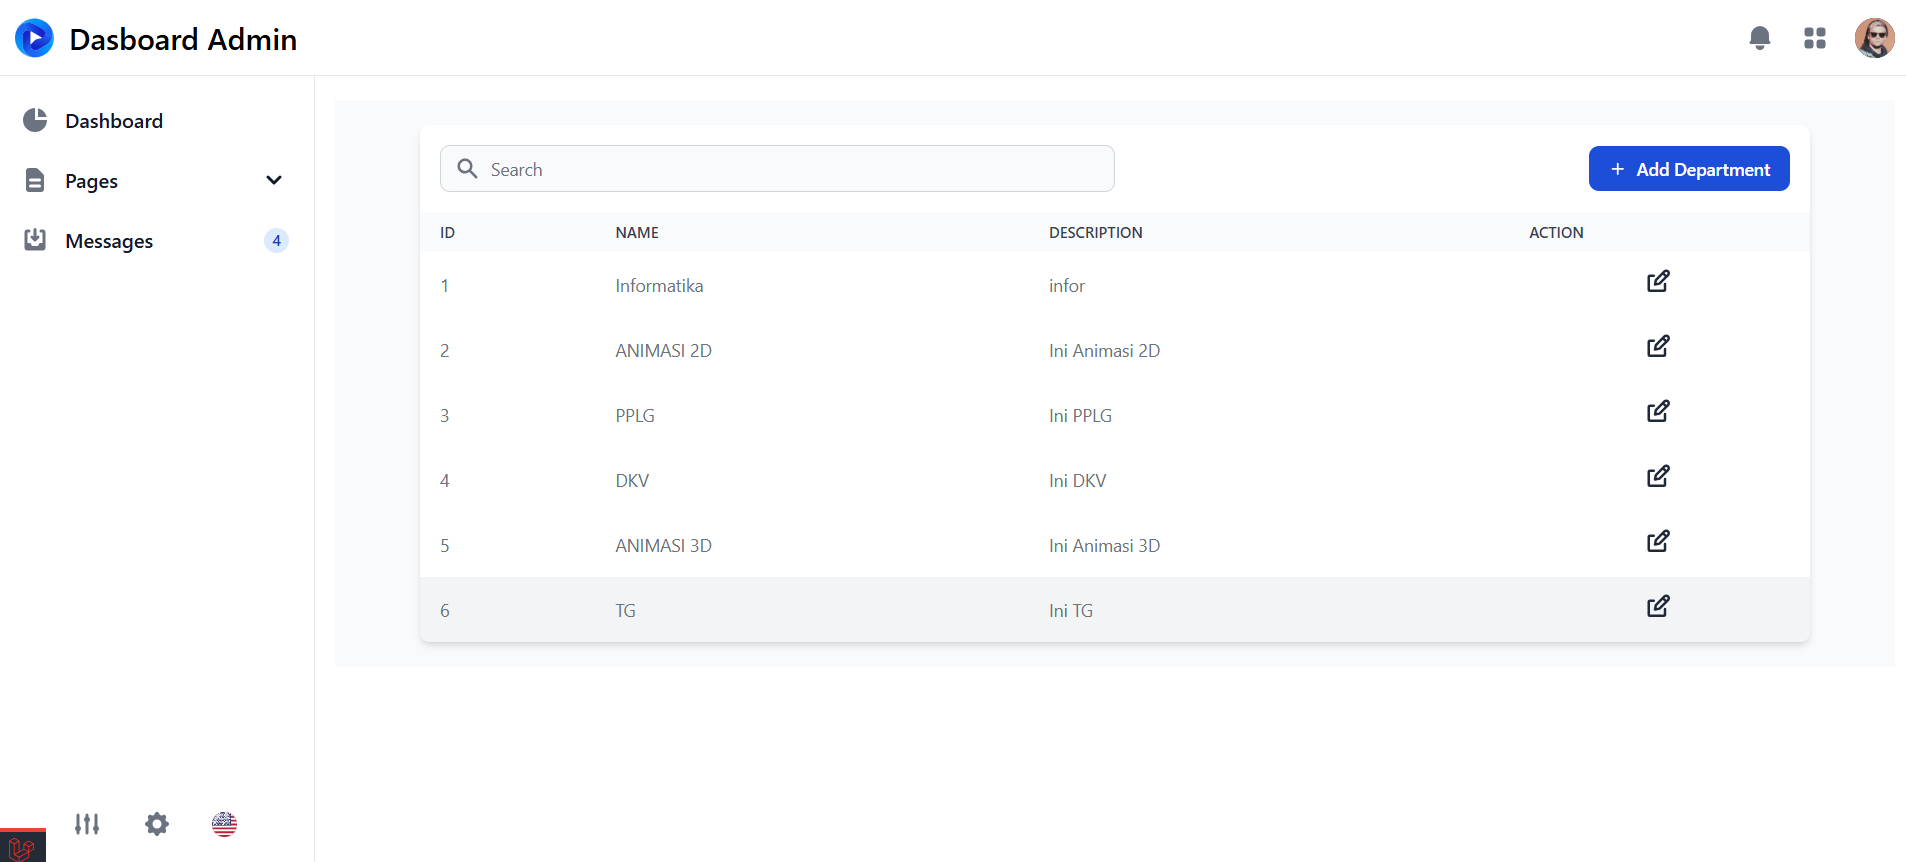 Dasboard Admin
Dashboard
Pages
Messages 4
Search
+ Add Department
ID NAME DESCRIPTION ACTION
1 Informatika infor
2 ANIMASI 2D Ini Animasi 2D
3 PPLG Ini PPLG
4 DKV Ini DKV
5 ANIMASI 3D Ini Animasi 3D
6 TG Ini TG